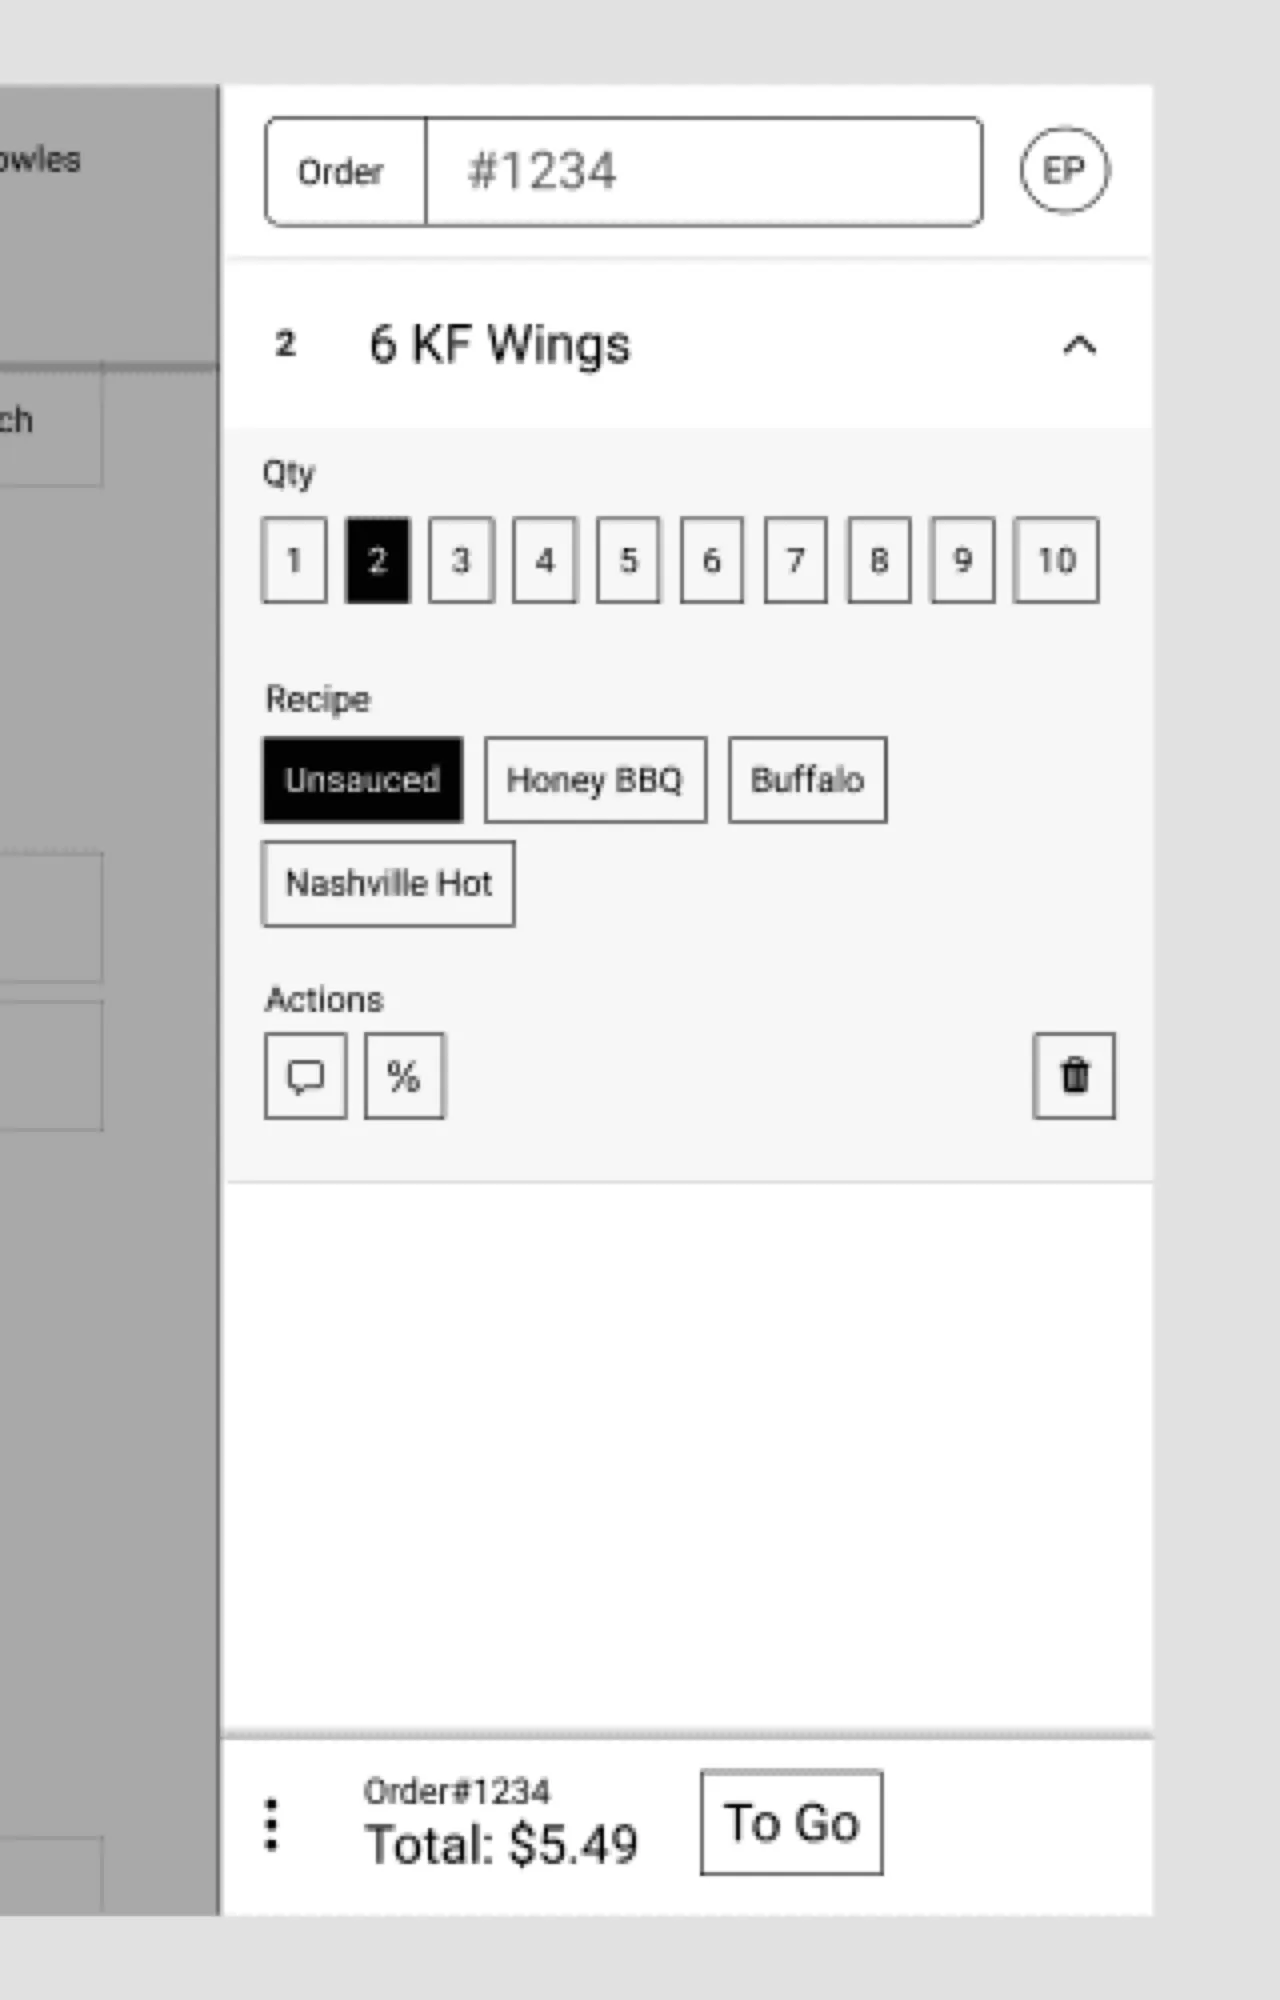 owles
ch
Order #1234 EP
2 6 KF Wings
Qty
1 2 3 4 5 6 7 8 9 10
Recipe
Unsauced Honey BBQ Buffalo
Nashville Hot
Actions
%
Order#1234
Total: $5.49
To Go